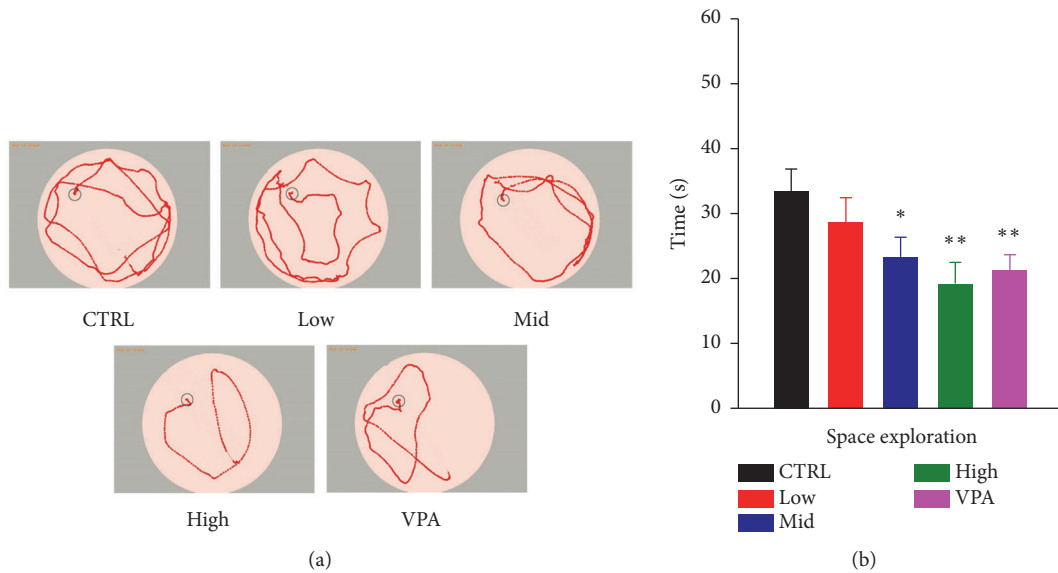 CTRL
Low
Mid
High
VPA
(a)
60
50
40
30
20
10
0
Time (s)
*
**
**
Space exploration
CTRL
High
Low
VPA
Mid
(b)